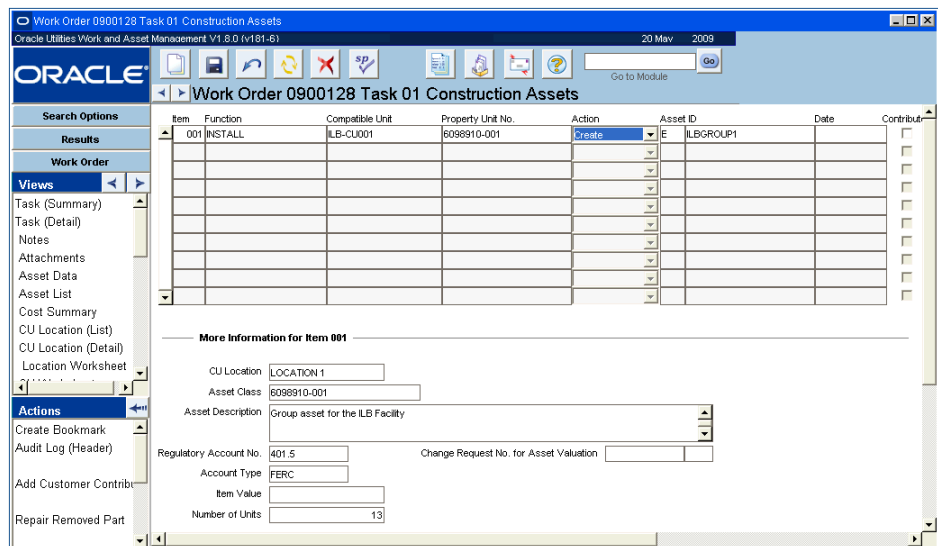 Work Order 0900128 Task 01 Construction Assets
Oracle Utilities Work and Asset Management V1.8.0 (v181-6)
20 May 2009
ORACLE
sp
Go
Go to Module
Work Order 0900128 Task 01 Construction Assets
Search Options
Results
Work Order
Views
Task (Summary)
Task (Detail)
Notes
Attachments
Asset Data
Asset List
Cost Summary
CU Location (List)
CU Location (Detail)
Location Worksheet
Actions
Create Bookmark
Audit Log (Header)
Add Customer Contribu
Repair Removed Part
Item Function Compatible Unit Property Unit No. Action Asset ID Date Contribut
001 INSTALL ILB-CU001 6098910-001 Create E ILBGROUP1
More Information for Item 001
CU Location LOCATION 1
Asset Class 6098910-001
Asset Description Group asset for the ILB Facility
Regulatory Account No. 401.5 Change Request No. for Asset Valuation
Account Type FERC
Item Value
Number of Units 13